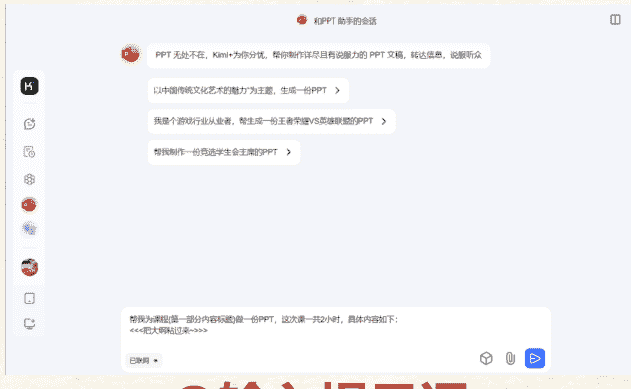 和PPT 助手的会话
PPT 无处不在，Kimi+为你分忧，帮你制作详尽且有说服力的 PPT 文稿，转达信息，说服听众
以中国传统文化艺术的魅力"为主题，生成一份PPT
我是个游戏行业从业者，帮生成一份王者荣耀VS英雄联盟的PPT
帮我制作一份竞选学生会主席的PPT
帮我为课程(第一部分内容标题)做一份PPT，这次课一共2小时，具体内容如下：
<<<把大纲粘过来~>>>
已联网